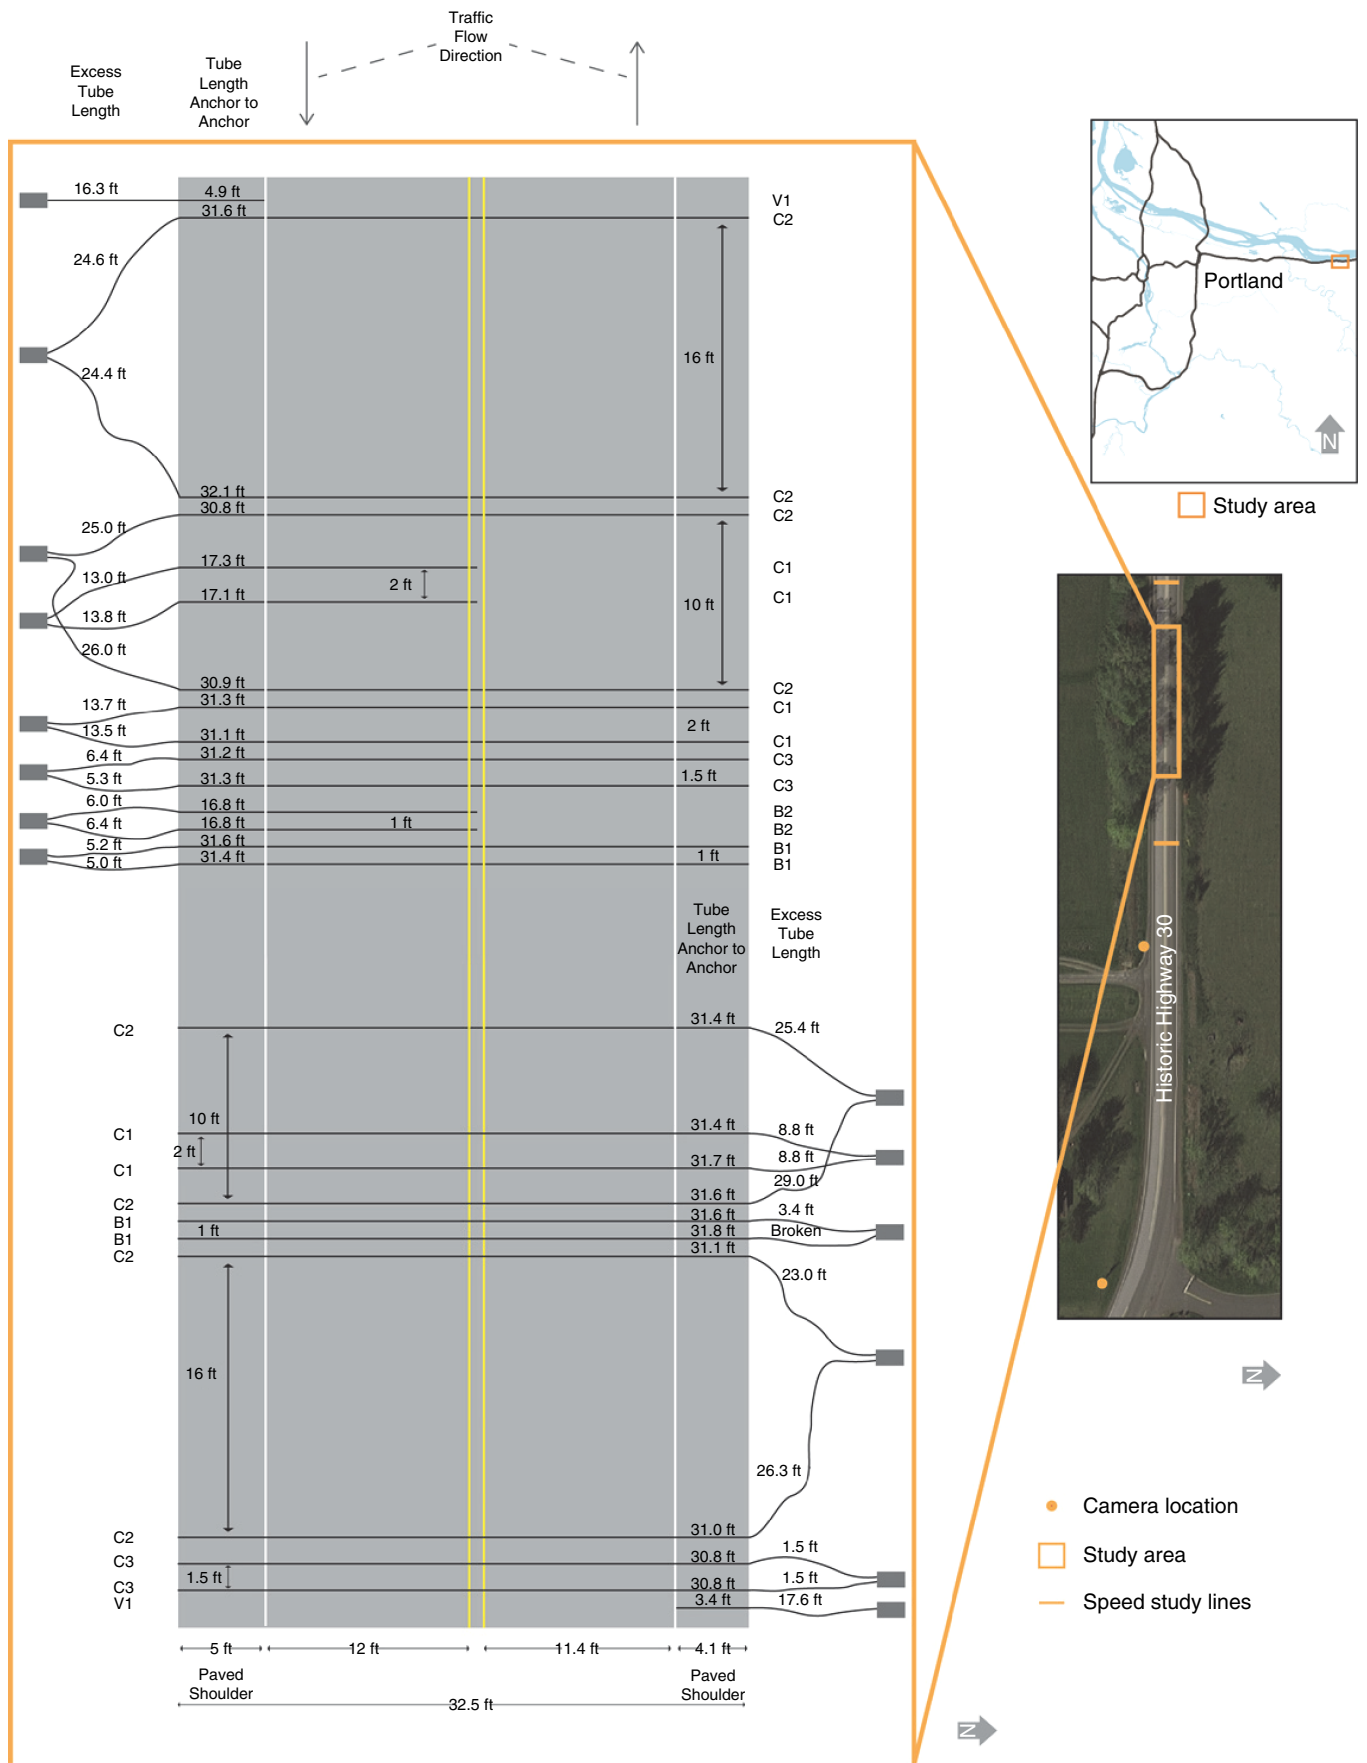 Traffic
Flow
Direction
Excess
Tube
Length
Tube
Length
Anchor to
Anchor
16.3 ft
4.9 ft
V1
31.6 ft
C2
24.6 ft
16 ft
24.4 ft
32.1 ft
C2
30.8 ft
C2
25.0 ft
17.3 ft
C1
13.0 ft
2 ft
17.1 ft
C1
10 ft
13.8 ft
26.0 ft
30.9 ft
C2
31.3 ft
C1
13.7 ft
2 ft
13.5 ft
31.1 ft
C1
6.4 ft
31.2 ft
C3
5.3 ft
31.3 ft
1.5 ft
C3
6.0 ft
16.8 ft
B2
6.4 ft
16.8 ft
1 ft
B2
5.2 ft
31.6 ft
B1
31.4 ft
1 ft
5.0 ft
B1
Tube
Length
Anchor to
Anchor
Excess
Tube
Length
C2
31.4 ft
25.4 ft
10 ft
C1
31.4 ft
8.8 ft
2 ft
C1
31.7 ft
8.8 ft
29.0 ft
C2
31.6 ft
B1
31.6 ft
3.4 ft
1 ft
B1
31.8 ft
Broken
C2
31.1 ft
23.0 ft
16 ft
26.3 ft
C2
31.0 ft
C3
30.8 ft
1.5 ft
1.5 ft
C3
30.8 ft
1.5 ft
V1
3.4 ft
17.6 ft
5 ft
12 ft
11.4 ft
4.1 ft
Paved
Shoulder
Paved
Shoulder
32.5 ft
N
Portland
N
Study area
Historic Highway 30
N
Camera location
Study area
Speed study lines